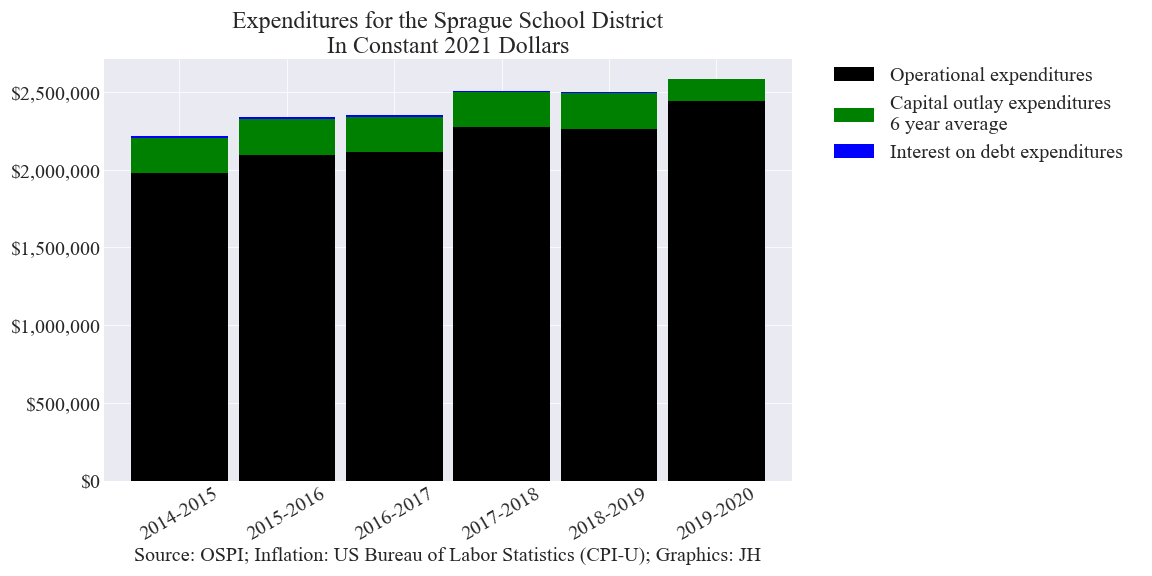 Expenditures for the Sprague School District
In Constant 2021 Dollars
Operational expenditures
Capital outlay expenditures
6 year average
Interest on debt expenditures
$2,500,000
$2,000,000
$1,500,000
$1,000,000
$500,000
$0
2014-2015
2015-2016
2016-2017
2017-2018
2018-2019
2019-2020
Source: OSPI; Inflation: US Bureau of Labor Statistics (CPI-U); Graphics: JH